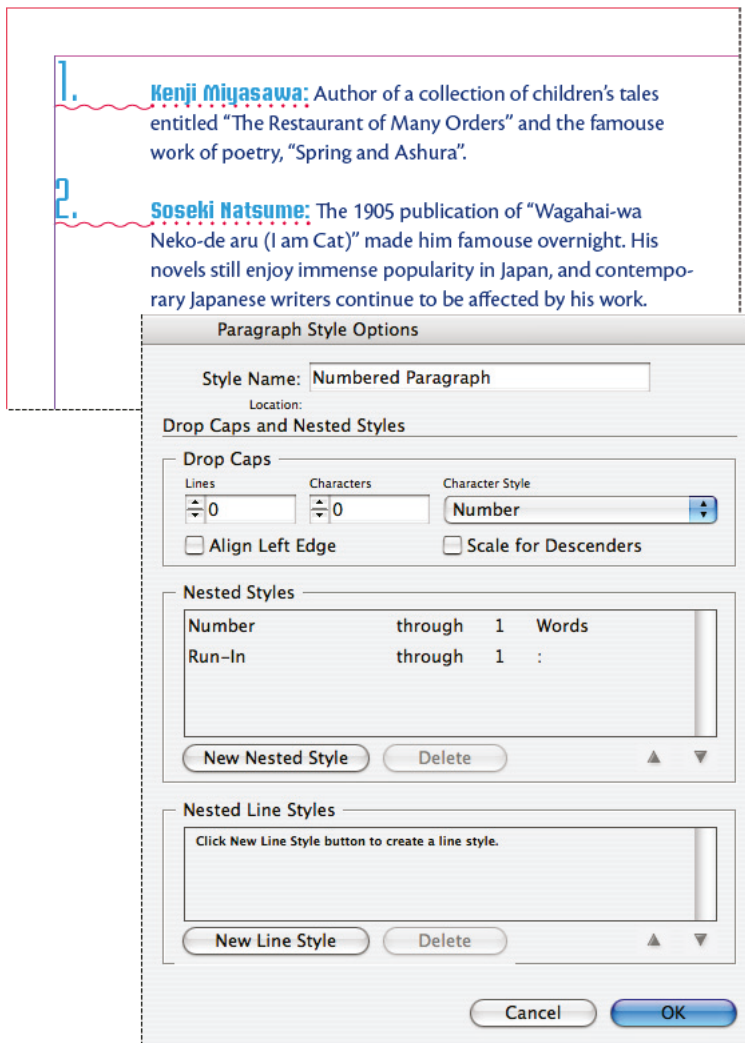 1. Kenji Miyasawa: Author of a collection of children’s tales
entitled “The Restaurant of Many Orders” and the famouse
work of poetry, “Spring and Ashura”.
2. Soseki Natsume: The 1905 publication of “Wagahai-wa
Neko-de aru (I am Cat)” made him famouse overnight. His
novels still enjoy immense popularity in Japan, and contempo-
rary Japanese writers continue to be affected by his work.
Paragraph Style Options
Style Name: Numbered Paragraph
Location:
Drop Caps and Nested Styles
Drop Caps
Lines Characters Character Style
0 0 Number
Align Left Edge Scale for Descenders
Nested Styles
Number through 1 Words
Run-In through 1 :
New Nested Style Delete
Nested Line Styles
Click New Line Style button to create a line style.
New Line Style Delete
Cancel OK